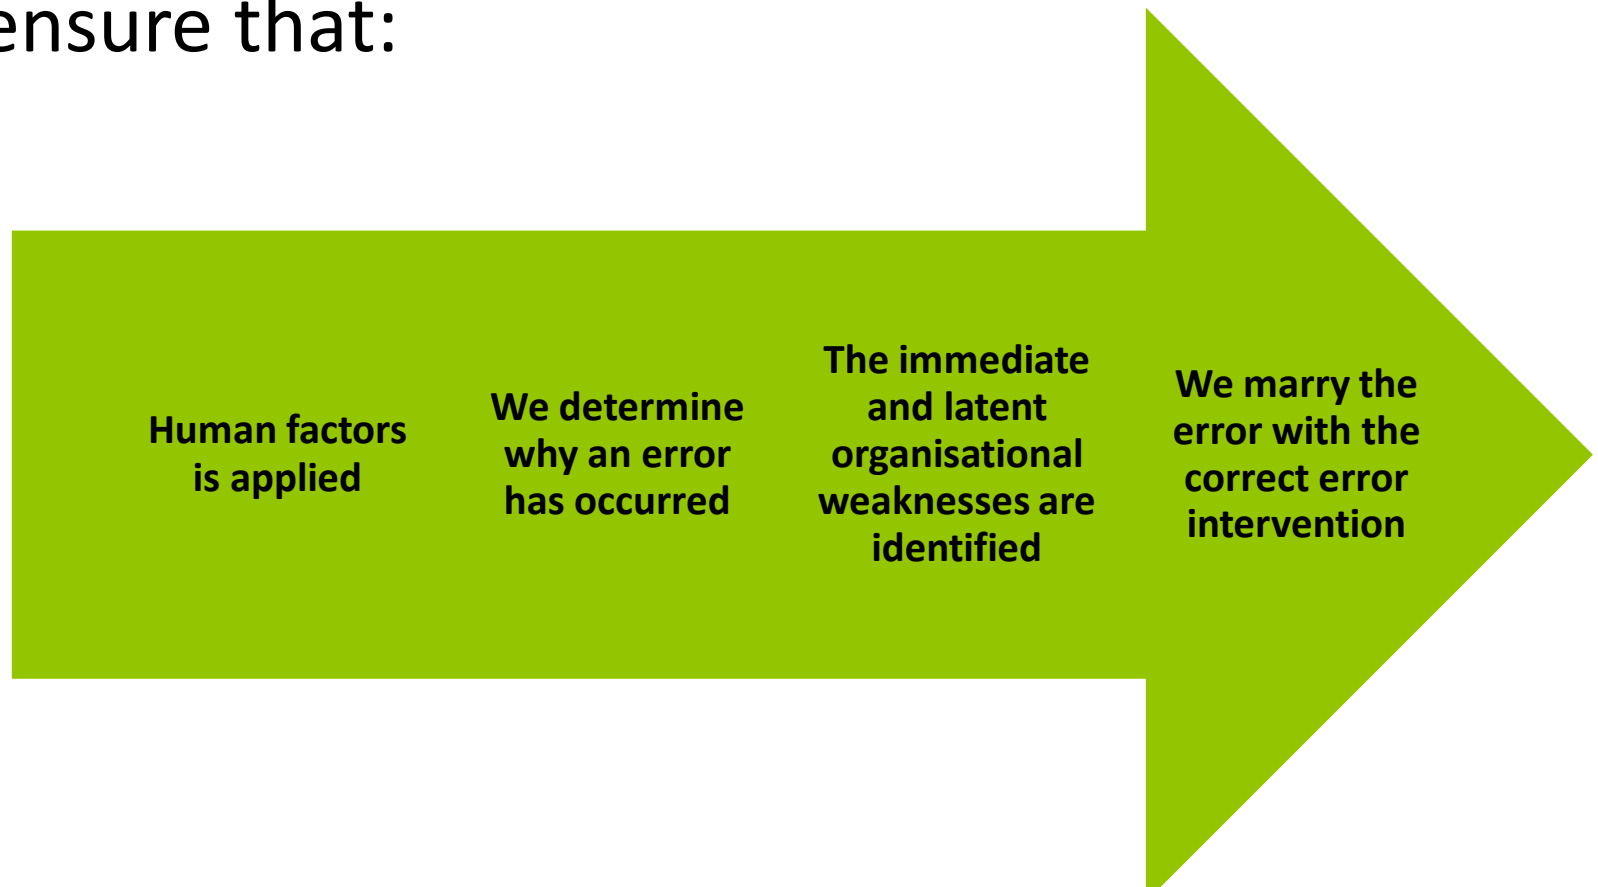 ensure that:
Human factors
is applied
We determine
why an error
has occurred
The immediate
and latent
organisational
weaknesses are
identified
We marry the
error with the
correct error
intervention